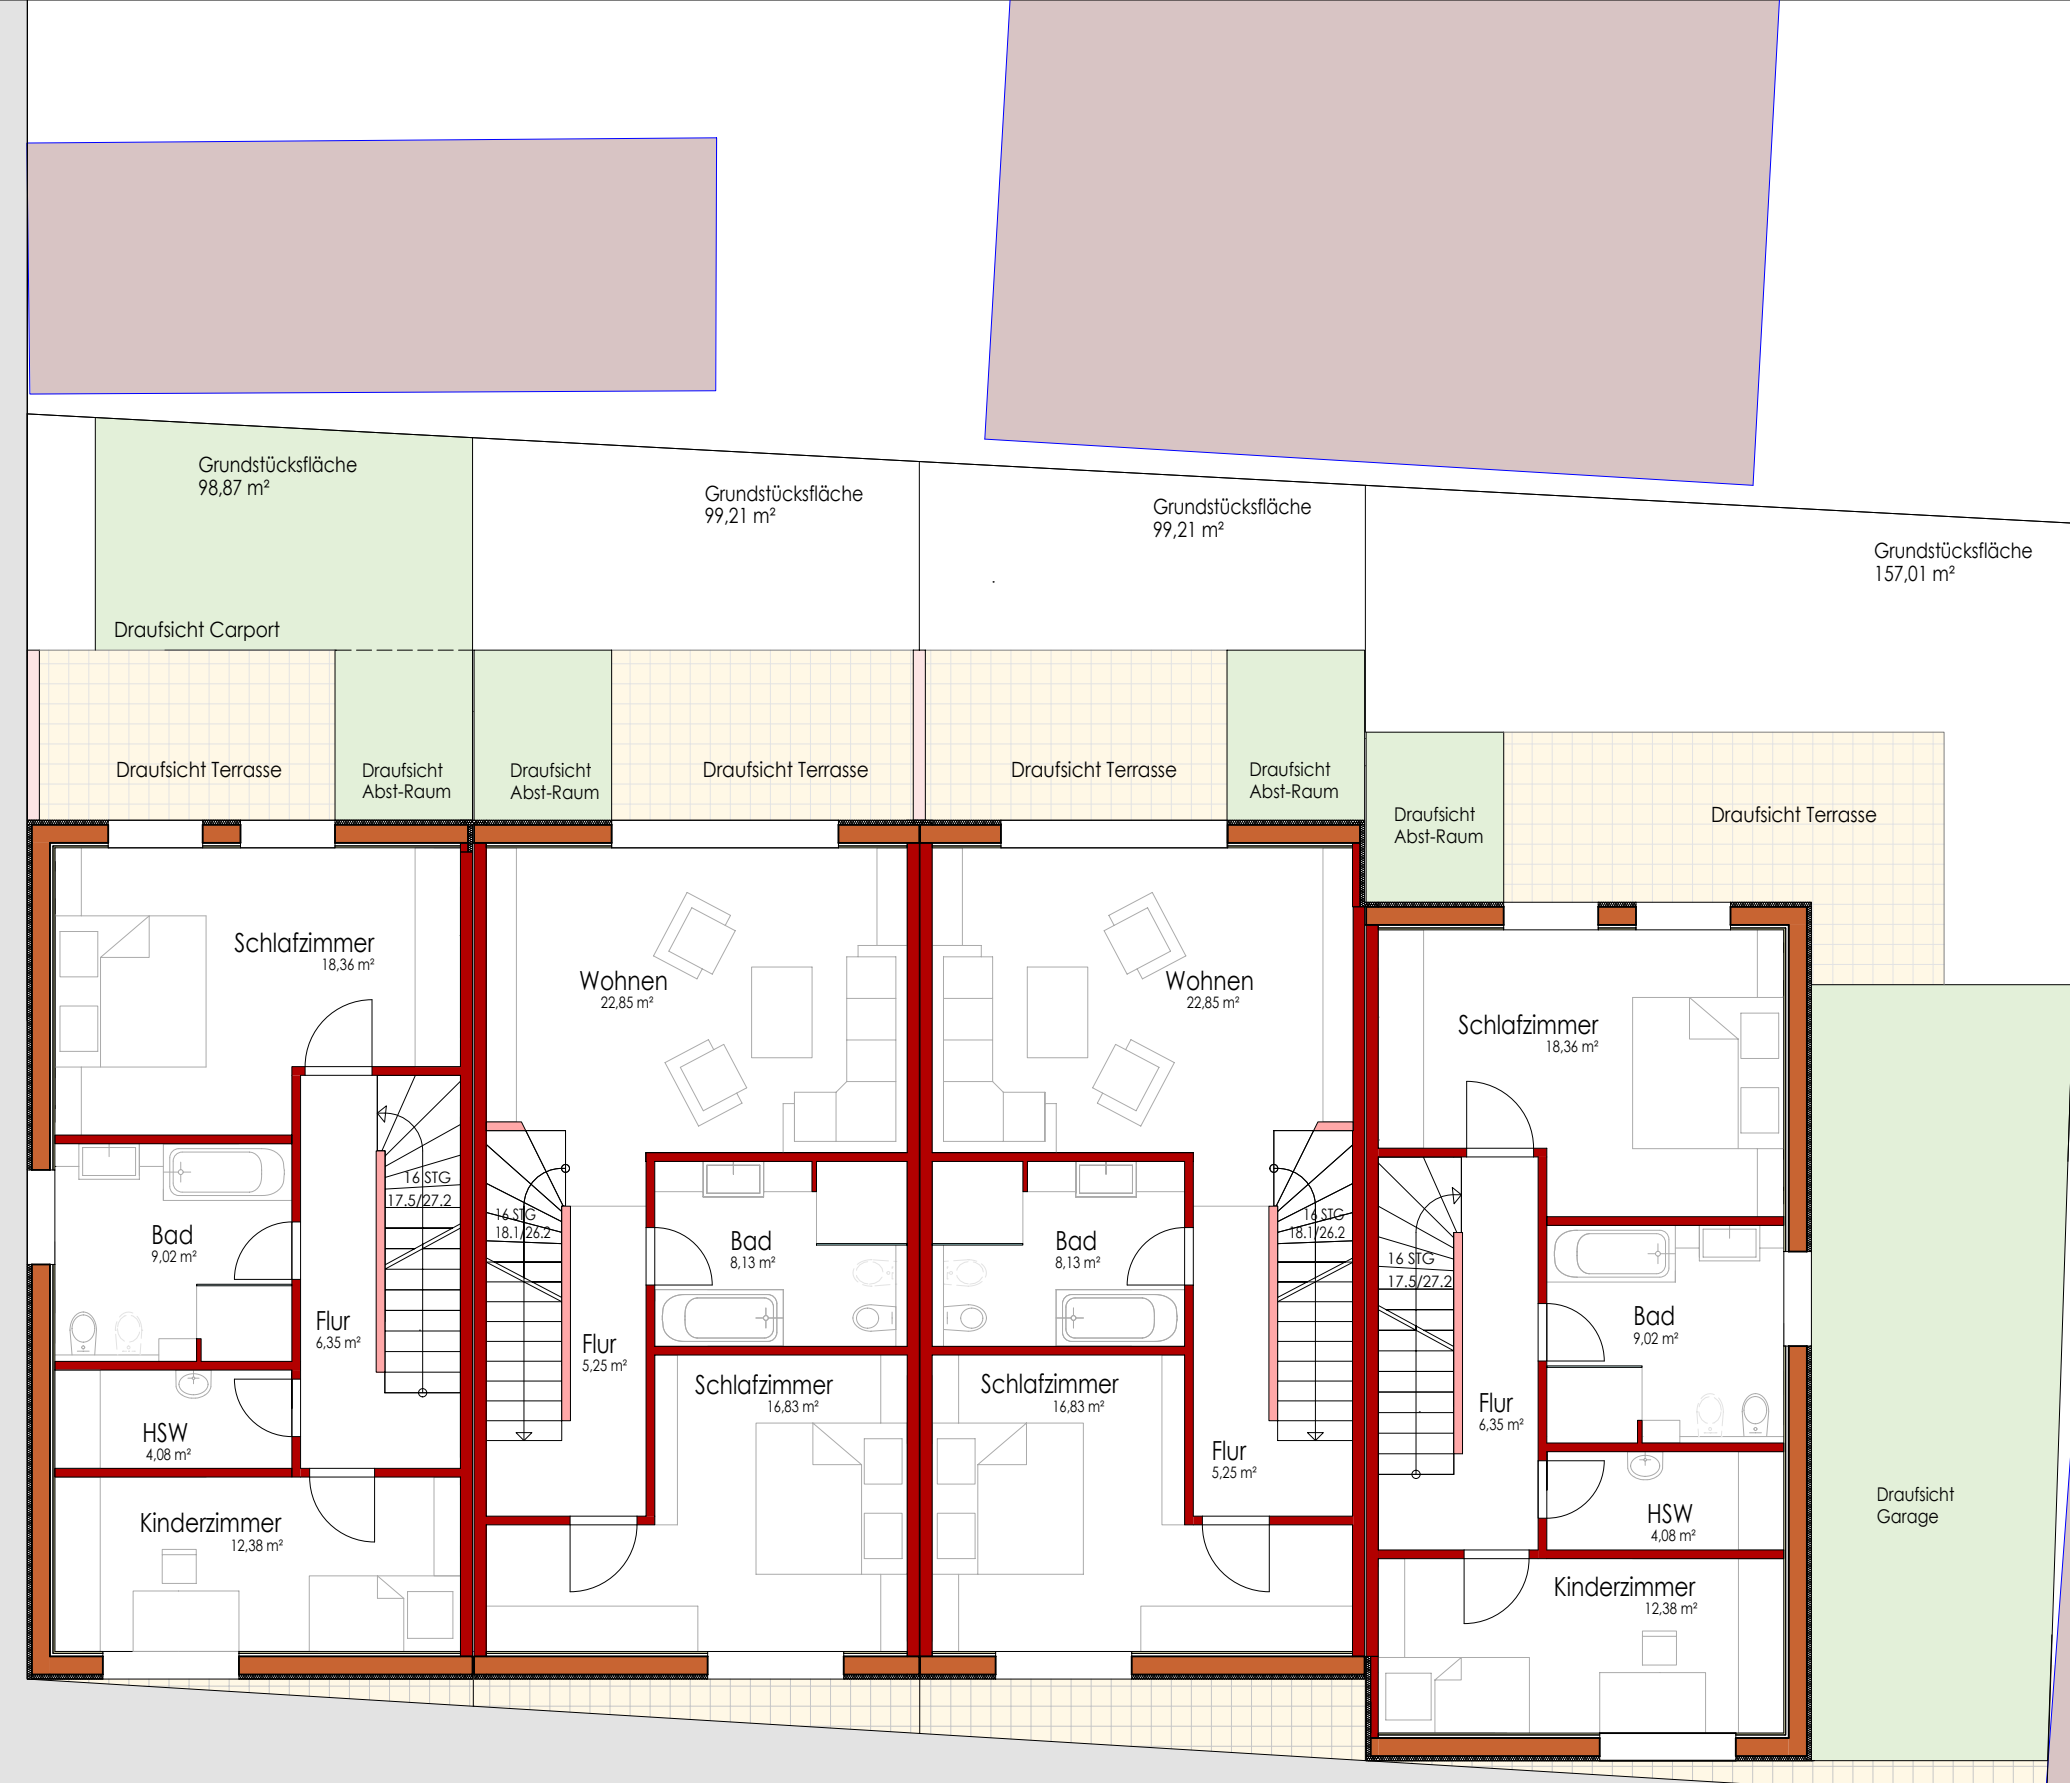 Grundstücksfläche
98,87 m²
Grundstücksfläche
99,21 m²
Grundstücksfläche
99,21 m²
Grundstücksfläche
157,01 m²
Draufsicht Carport
Draufsicht Terrasse
Draufsicht
Abst-Raum
Draufsicht
Abst-Raum
Draufsicht Terrasse
Draufsicht Terrasse
Draufsicht
Abst-Raum
Draufsicht
Abst-Raum
Draufsicht Terrasse
Schlafzimmer
18,36 m²
Wohnen
22,85 m²
Wohnen
22,85 m²
Schlafzimmer
18,36 m²
16 STG
17.5/27.2
16 STG
18.1/26.2
16 STG
18.1/26.2
16 STG
17.5/27.2
Bad
9,02 m²
Bad
8,13 m²
Bad
8,13 m²
Bad
9,02 m²
Flur
6,35 m²
Flur
5,25 m²
Schlafzimmer
16,83 m²
Schlafzimmer
16,83 m²
Flur
5,25 m²
Flur
6,35 m²
HSW
4,08 m²
HSW
4,08 m²
Kinderzimmer
12,38 m²
Kinderzimmer
12,38 m²
Draufsicht
Garage